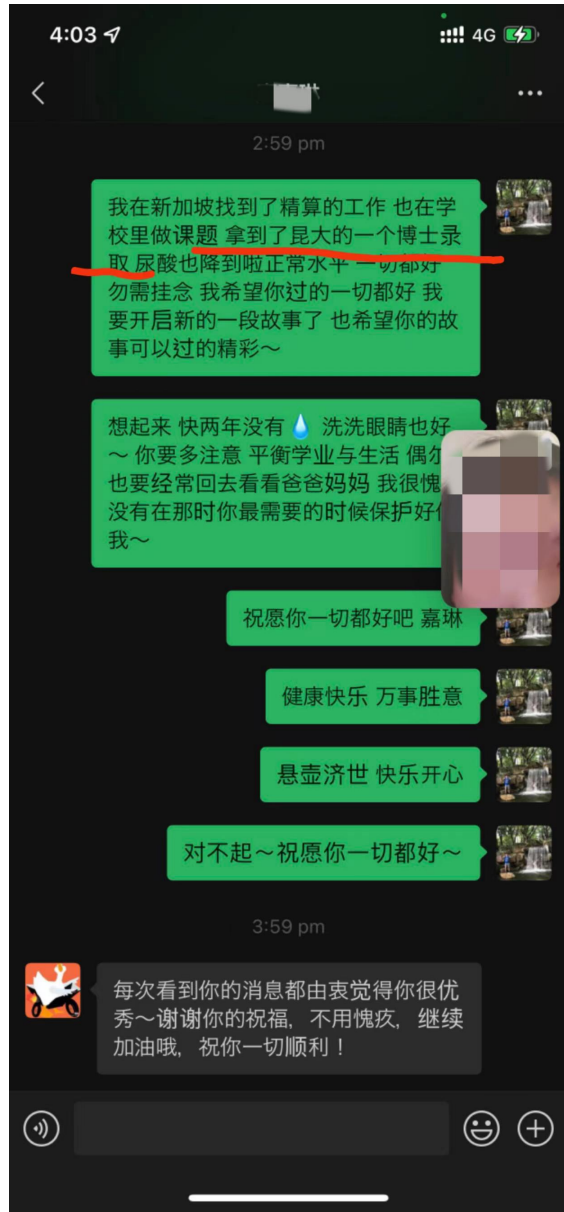 4:03
4G
2:59 pm
我在新加坡找到了精算的工作 也在学
校里做课题 拿到了昆大的一个博士录
取 尿酸也降到啦正常水平 一切都好
勿需挂念 我希望你过的一切都好 我
要开启新的一段故事了 也希望你的故
事可以过的精彩～
想起来 快两年没有💧 洗洗眼睛也好
～ 你要多注意 平衡学业与生活 偶尔
也要经常回去看看爸爸妈妈 我很愧
没有在那时你最需要的时候保护好
我～
祝愿你一切都好吧 嘉琳
健康快乐 万事胜意
悬壶济世 快乐开心
对不起～祝愿你一切都好～
3:59 pm
每次看到你的消息都由衷觉得你很优
秀～谢谢你的祝福，不用愧疚，继续
加油哦，祝你一切顺利！